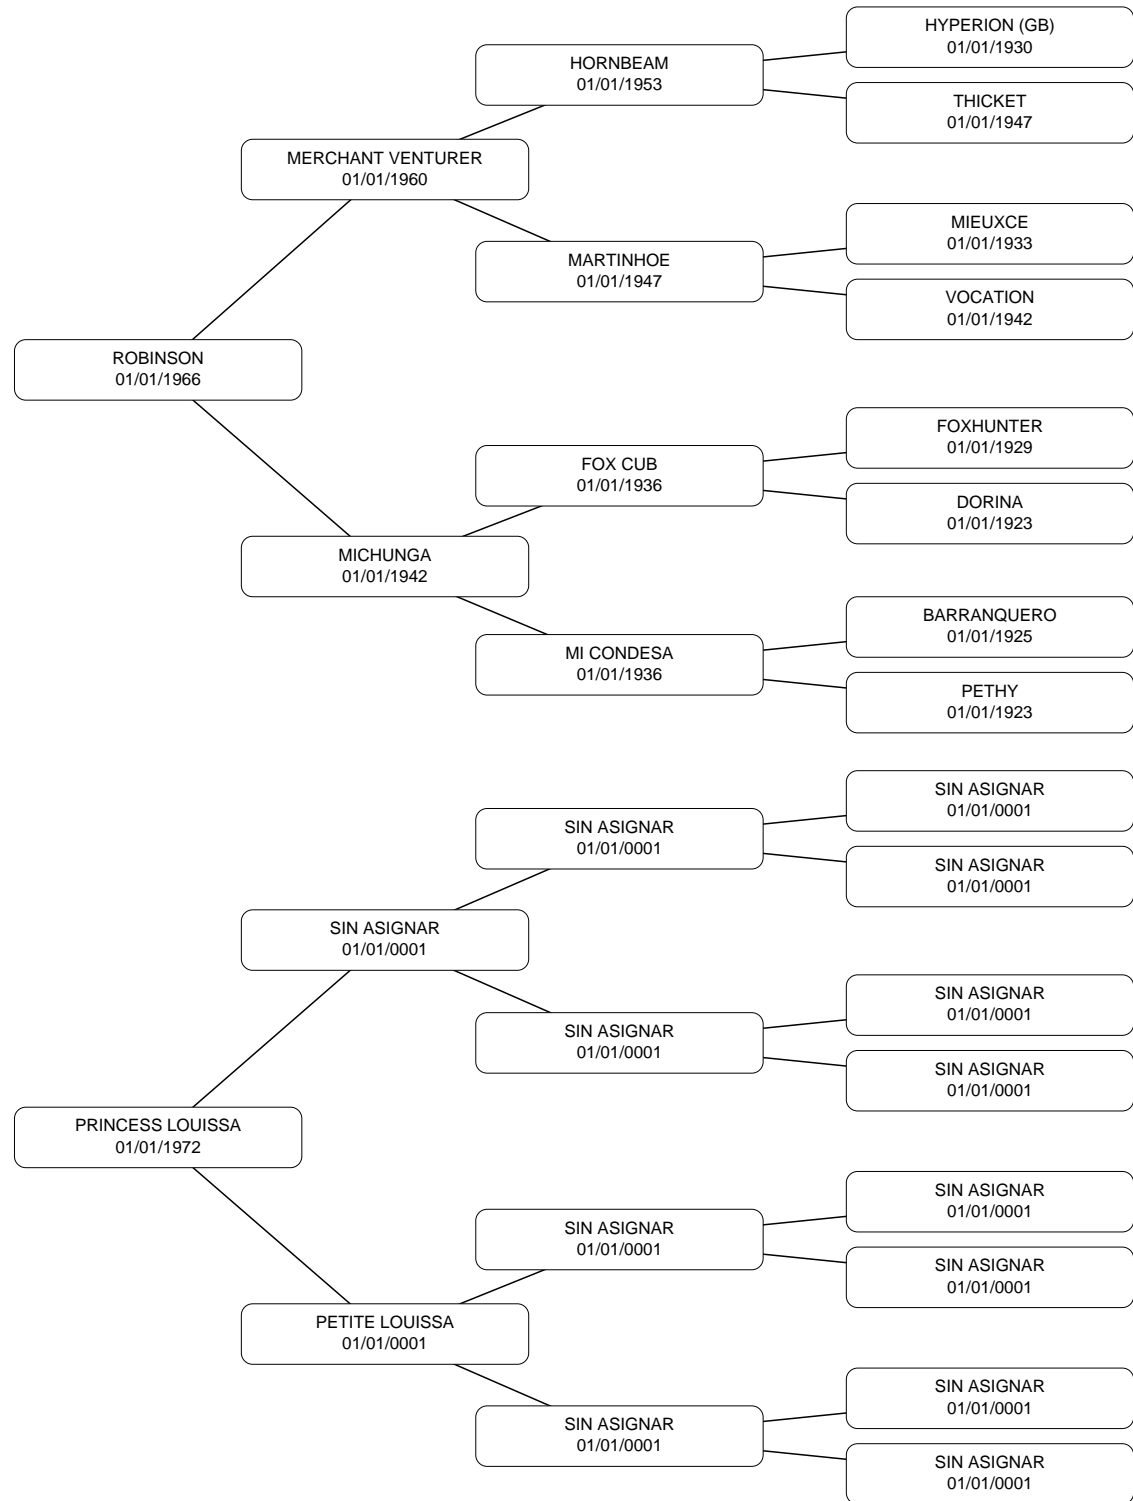 HYPERION (GB)
01/01/1930
HORNBEAM
01/01/1953
THICKET
01/01/1947
MERCHANT VENTURER
01/01/1960
MIEUXCE
01/01/1933
MARTINHOE
01/01/1947
VOCATION
01/01/1942
ROBINSON
01/01/1966
FOXHUNTER
01/01/1929
FOX CUB
01/01/1936
DORINA
01/01/1923
MICHUNGA
01/01/1942
BARRANQUERO
01/01/1925
MI CONDESA
01/01/1936
PETHY
01/01/1923
SIN ASIGNAR
01/01/0001
SIN ASIGNAR
01/01/0001
SIN ASIGNAR
01/01/0001
SIN ASIGNAR
01/01/0001
SIN ASIGNAR
01/01/0001
SIN ASIGNAR
01/01/0001
SIN ASIGNAR
01/01/0001
PRINCESS LOUISSA
01/01/1972
SIN ASIGNAR
01/01/0001
SIN ASIGNAR
01/01/0001
SIN ASIGNAR
01/01/0001
PETITE LOUISSA
01/01/0001
SIN ASIGNAR
01/01/0001
SIN ASIGNAR
01/01/0001
SIN ASIGNAR
01/01/0001